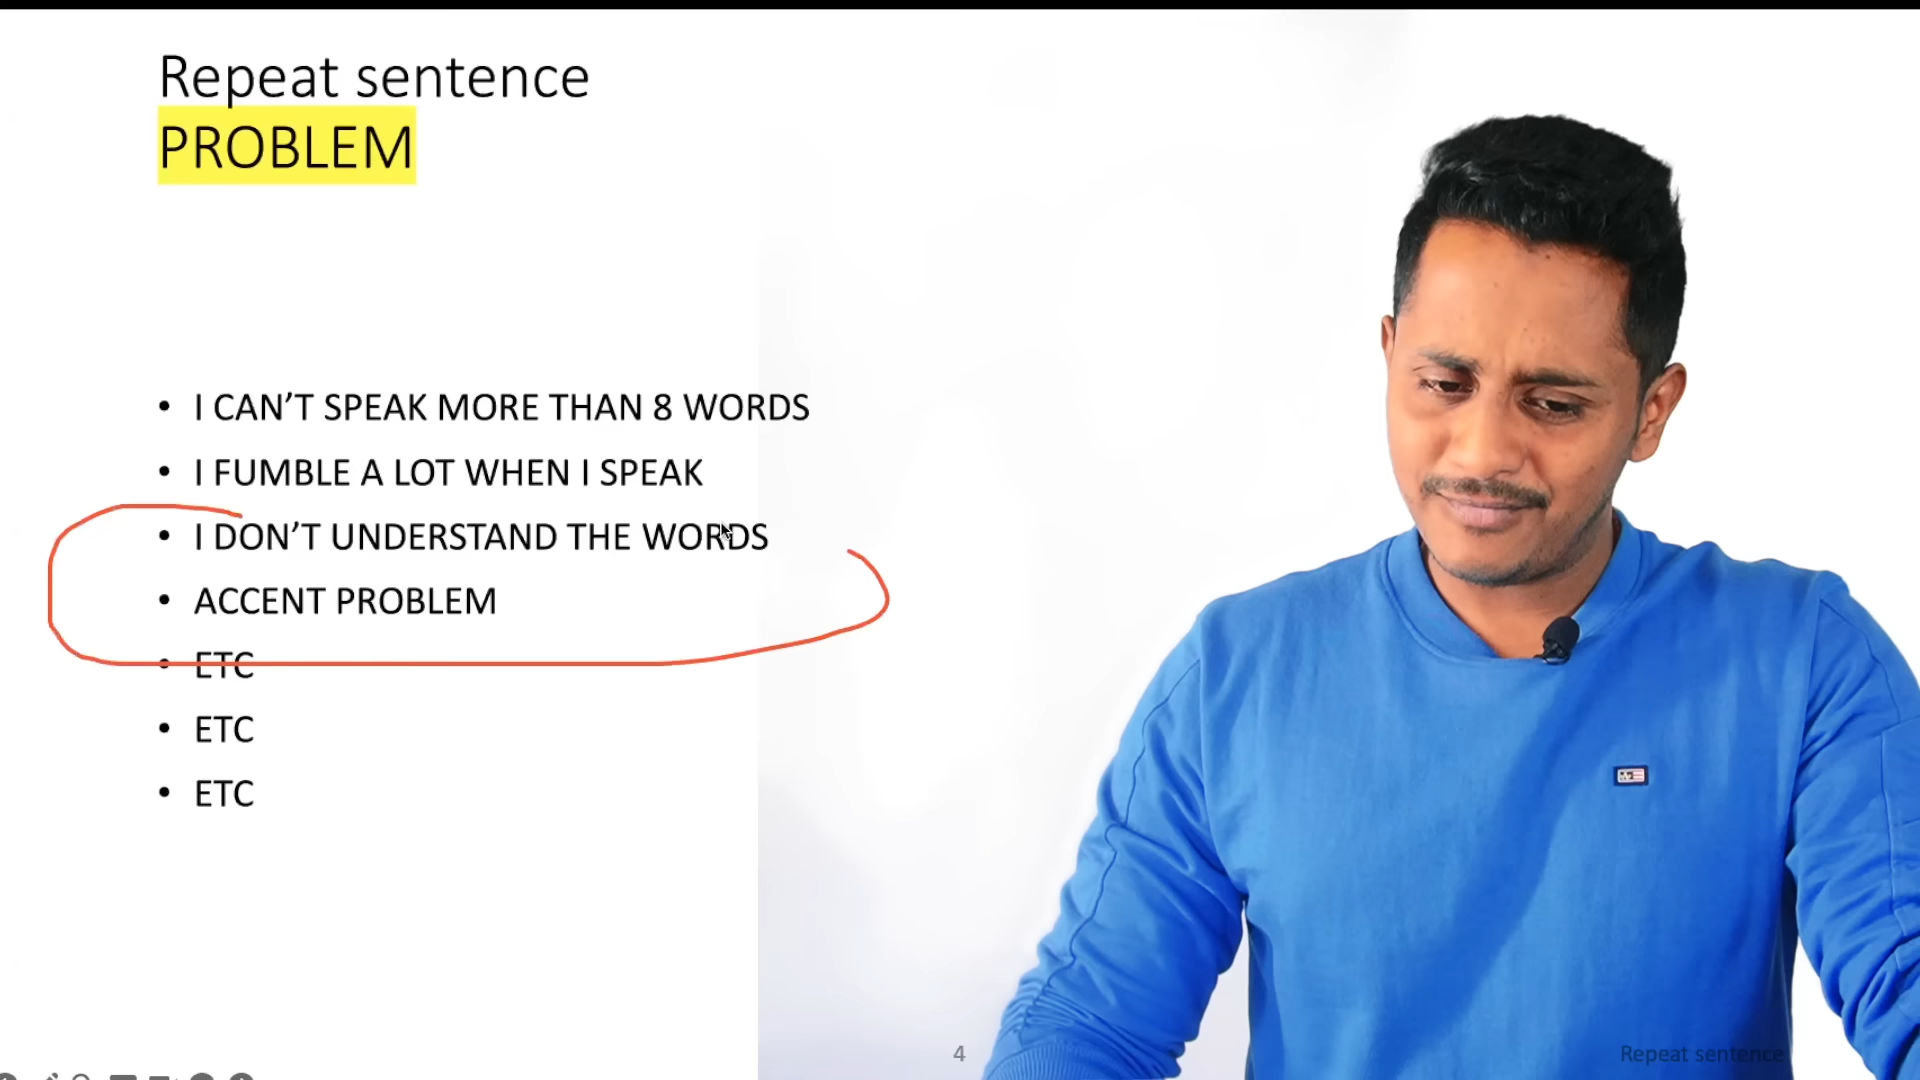 Repeat sentence
PROBLEM
• I CAN’T SPEAK MORE THAN 8 WORDS
• I FUMBLE A LOT WHEN I SPEAK
• I DON’T UNDERSTAND THE WORDS
• ACCENT PROBLEM
• ETC
• ETC
• ETC
4
Repeat sentence